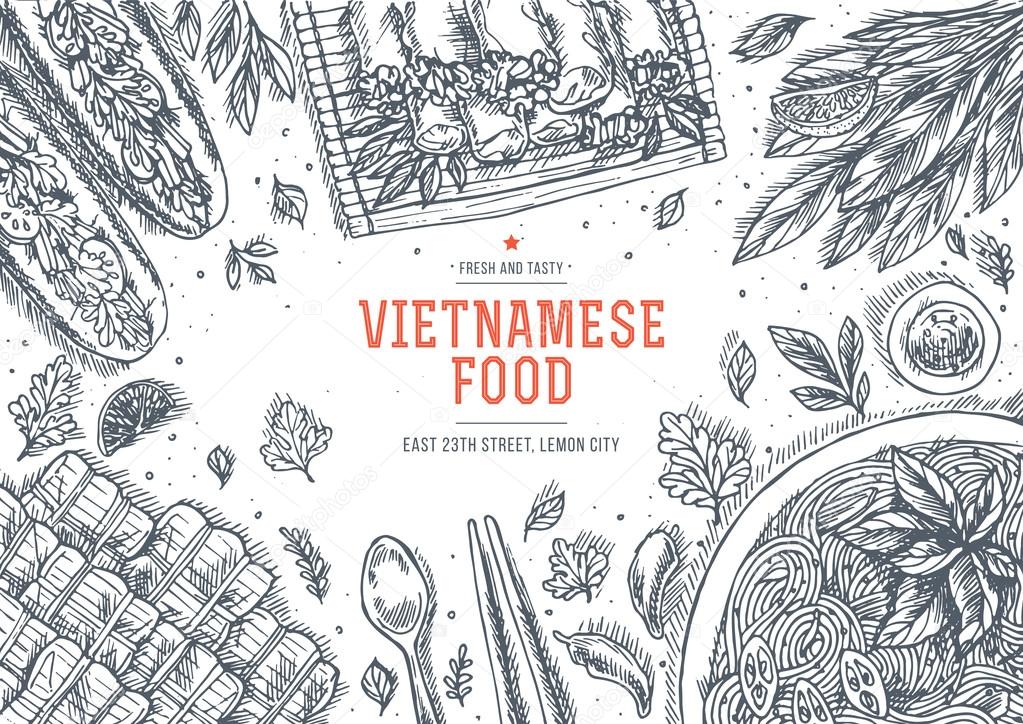 · FRESH AND TASTY ·
VIETNAMESE
FOOD
EAST 23TH STREET, LEMON CITY